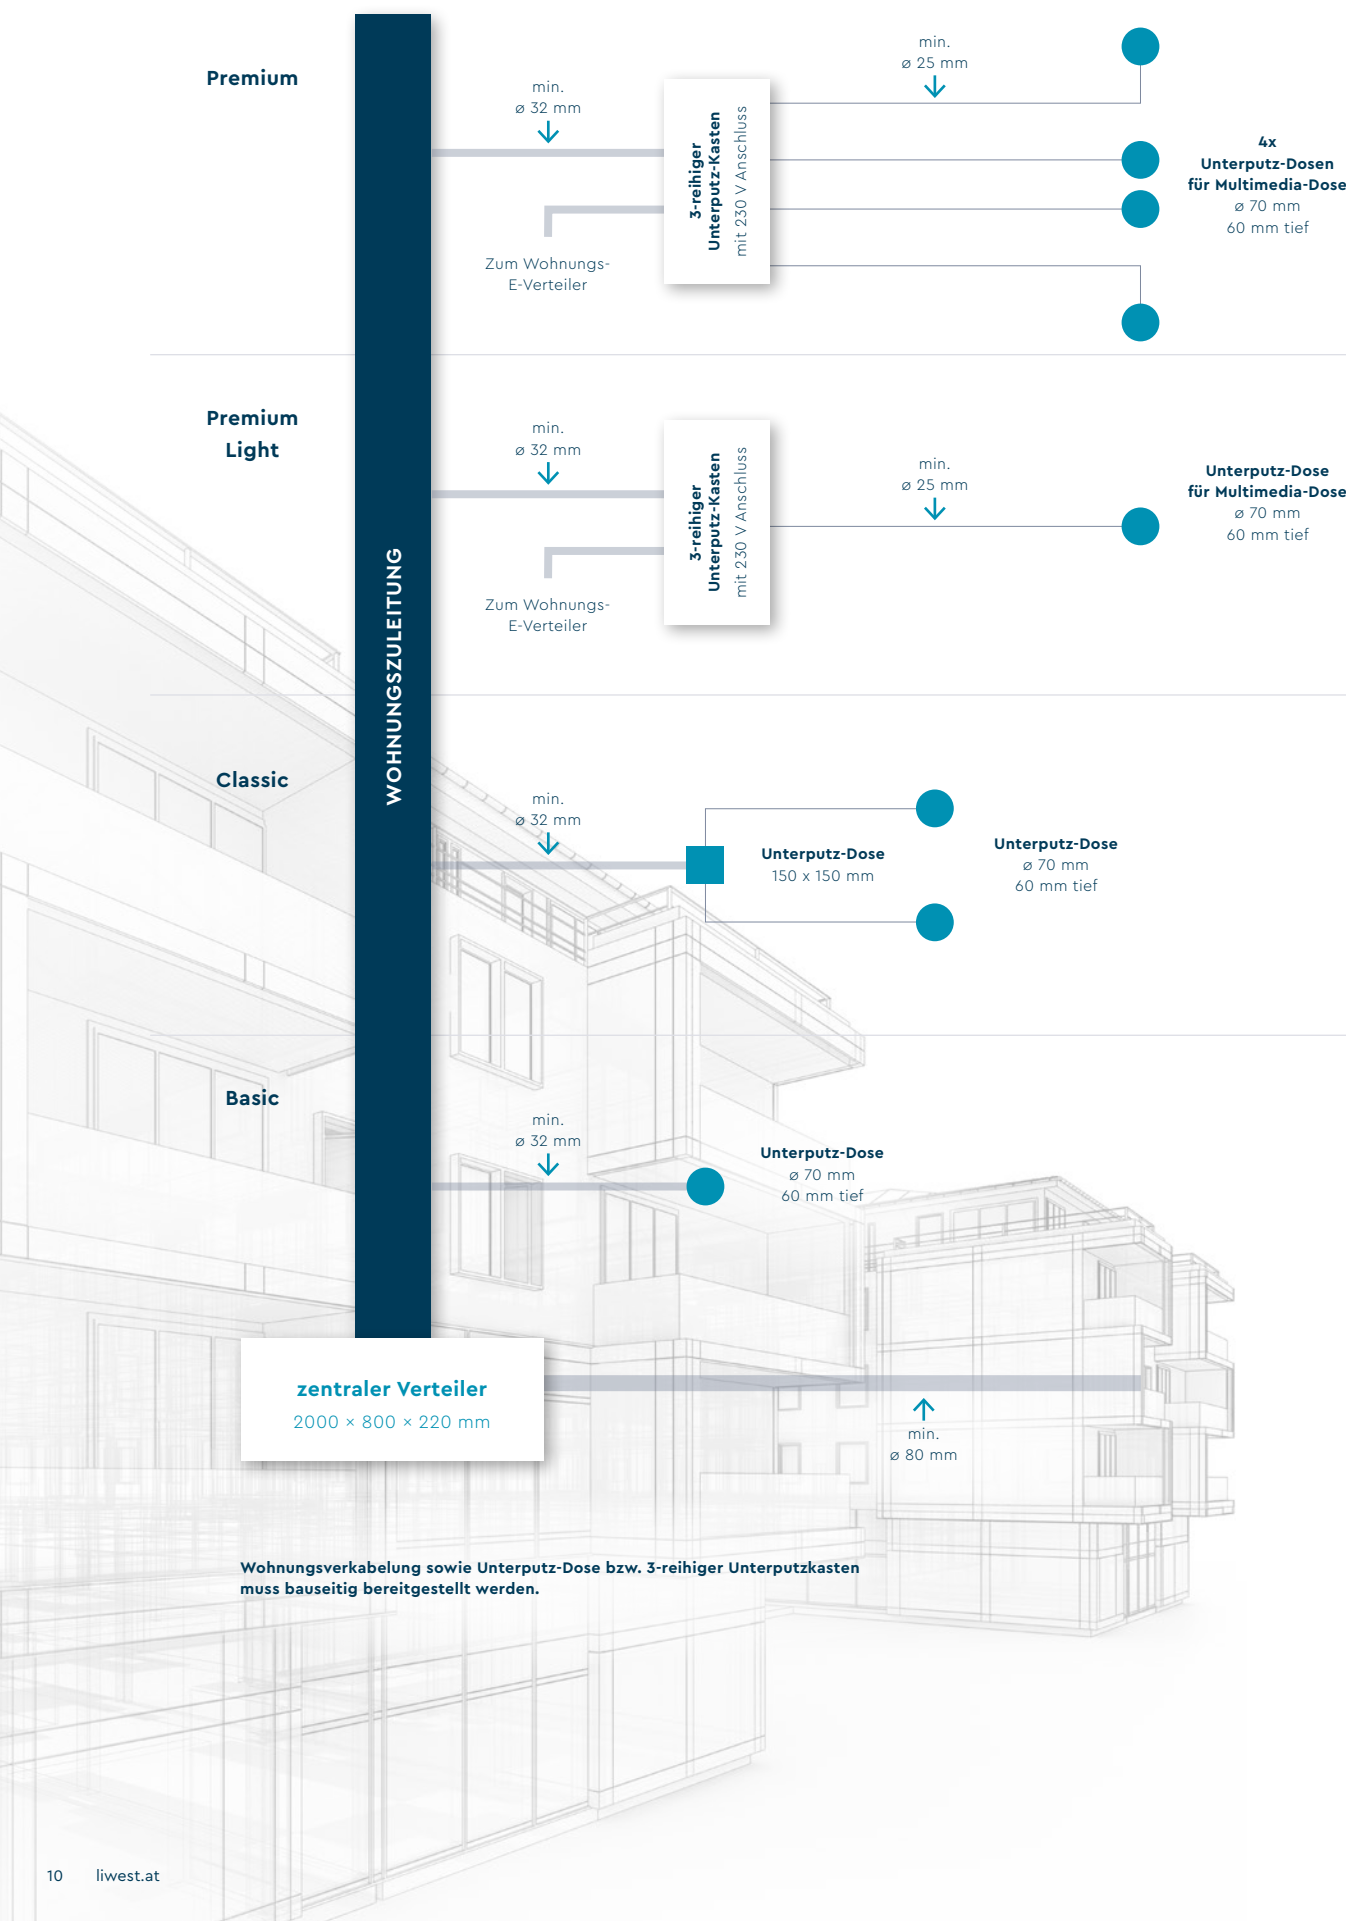 Premium
min.
ø 32 mm
Zum Wohnungs-
E-Verteiler
3-reihiger
Unterputz-Kasten
mit 230 V Anschluss
min.
ø 25 mm
4x
Unterputz-Dosen
für Multimedia-Dose
ø 70 mm
60 mm tief
Premium
Light
min.
ø 32 mm
Zum Wohnungs-
E-Verteiler
3-reihiger
Unterputz-Kasten
mit 230 V Anschluss
min.
ø 25 mm
Unterputz-Dose
für Multimedia-Dose
ø 70 mm
60 mm tief
WOHNUNGSZULEITUNG
Classic
min.
ø 32 mm
Unterputz-Dose
150 x 150 mm
Unterputz-Dose
ø 70 mm
60 mm tief
Basic
min.
ø 32 mm
Unterputz-Dose
ø 70 mm
60 mm tief
zentraler Verteiler
2000 × 800 × 220 mm
min.
ø 80 mm
Wohnungsverkabelung sowie Unterputz-Dose bzw. 3-reihiger Unterputzkasten
muss bauseitig bereitgestellt werden.
10 liwest.at